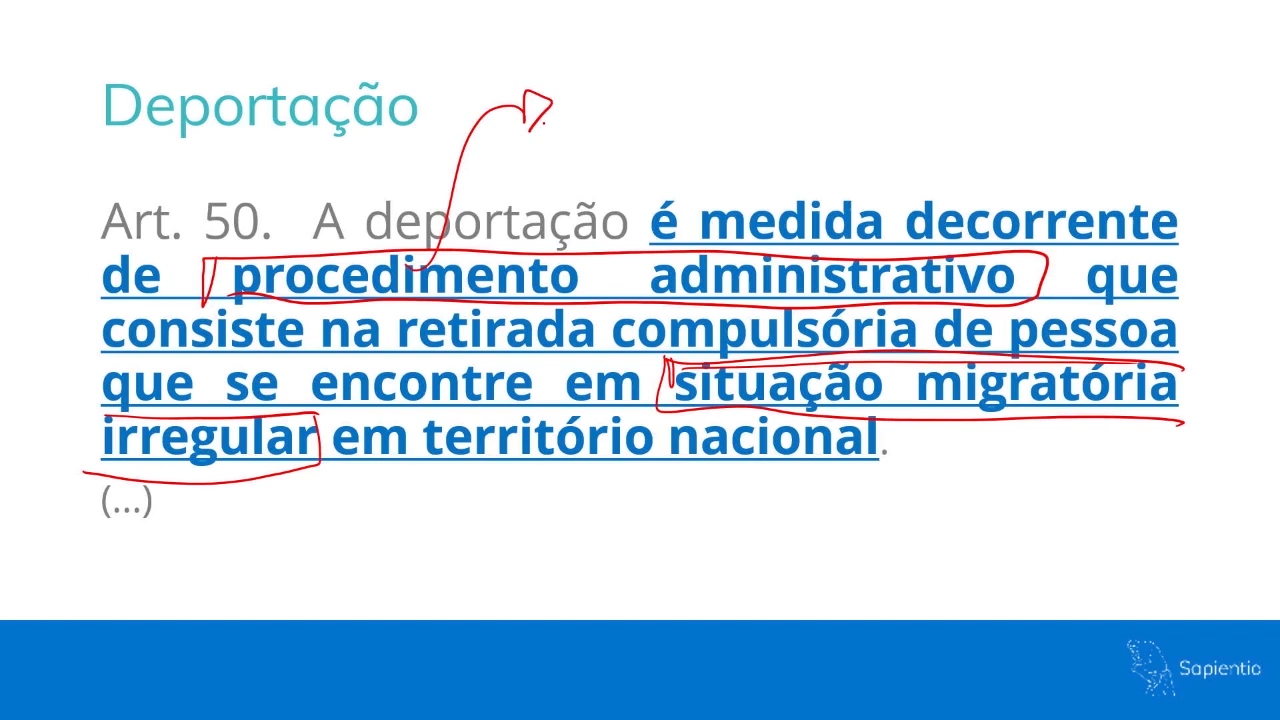 Deportação
Art. 50. A deportação é medida decorrente
de procedimento administrativo que
consiste na retirada compulsória de pessoa
que se encontre em situação migratória
irregular em território nacional.
(...)
Sapientia